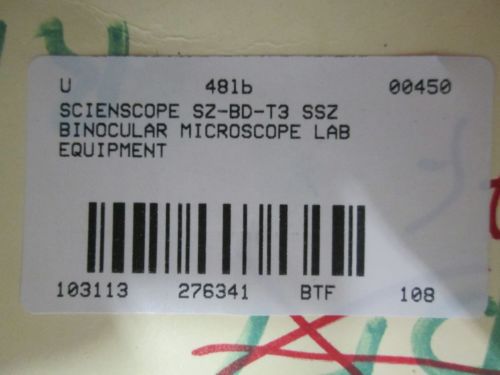 U 481b 00450
SCIENSCOPE SZ-BD-T3 SSZ
BINOCULAR MICROSCOPE LAB
EQUIPMENT
103113 276341 BTF 108